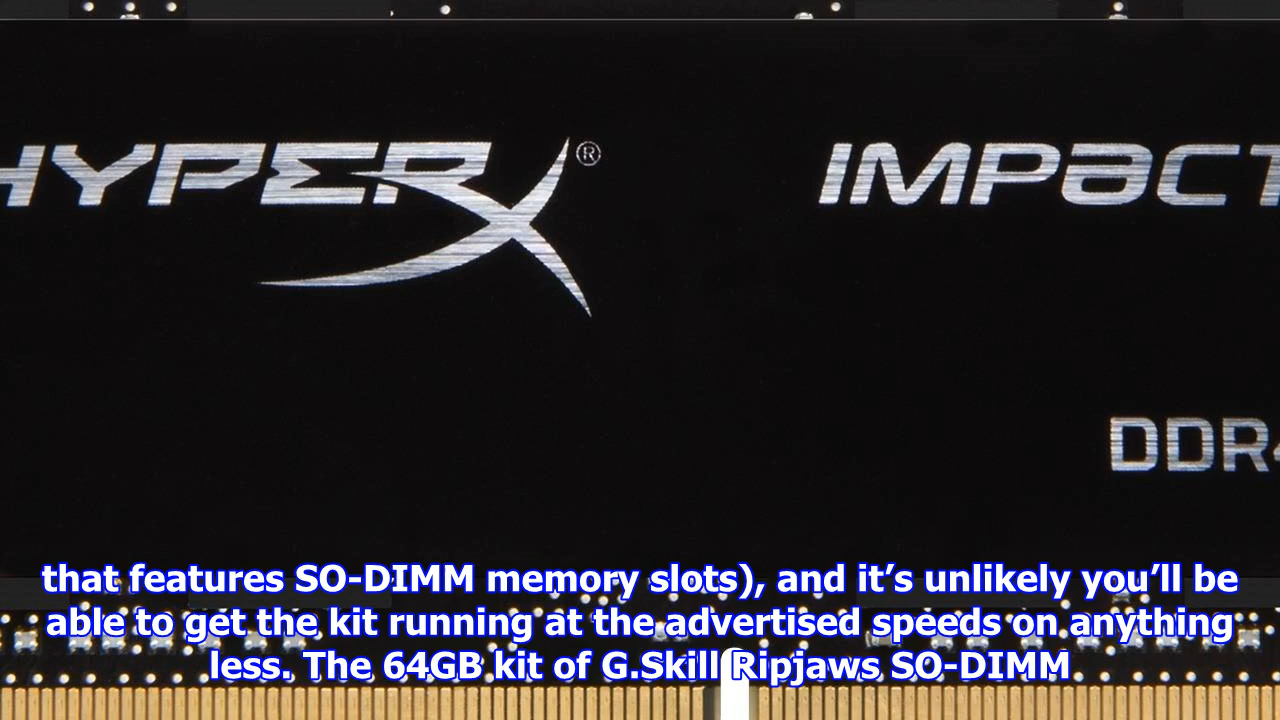 HYPERX® IMPACT
DDR4
that features SO-DIMM memory slots), and it’s unlikely you’ll be
able to get the kit running at the advertised speeds on anything
less. The 64GB kit of G.Skill Ripjaws SO-DIMM